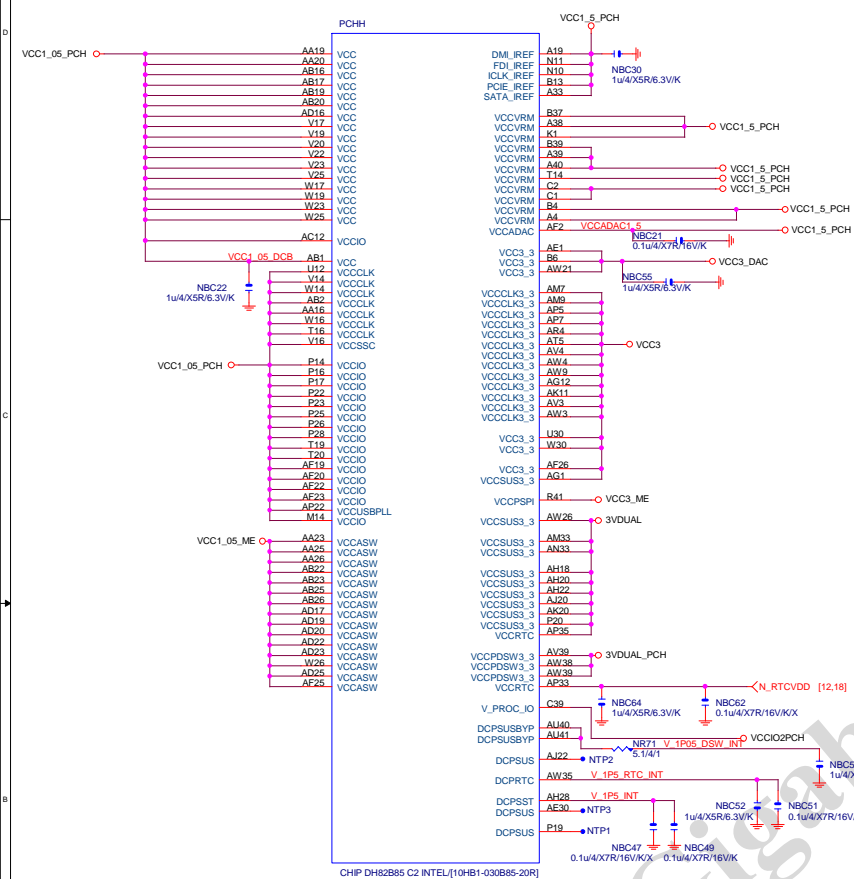 VCC1_5_PCH
PCHH
D
VCC1_05_PCH
AA19 VCC DMI_IREF A19
AA20 VCC FDI_IREF N11
AB16 VCC ICLK_IREF N10 NBC30
AB17 VCC PCIE_IREF B13 1u/4/X5R/6.3V/K
AB19 VCC SATA_IREF A33
AB20 VCC
AD16 VCC VCCVRM B37
V17 VCC VCCVRM A38 VCC1_5_PCH
V19 VCC VCCVRM K1
V20 VCC VCCVRM B39
V22 VCC VCCVRM A39
V23 VCC VCCVRM A40 VCC1_5_PCH
V25 VCC VCCVRM T14 VCC1_5_PCH
W17 VCC VCCVRM C2 VCC1_5_PCH
W19 VCC VCCVRM C1
W23 VCC VCCVRM B4 VCC1_5_PCH
W25 VCC VCCVRM A4
VCCADAC AF2 VCCADAC1_5 VCC1_5_PCH
AC12 VCCIO NBC21
0.1u/4/X7R/16V/K
VCC1_05_DCB AB1 VCC VCC3_3 AE1
U12 VCCCLK VCC3_3 B6 VCC3_DAC
V14 VCCCLK VCC3_3 AW21
NBC22 W14 VCCCLK NBC55
1u/4/X5R/6.3V/K AB2 VCCCLK VCCCLK3_3 AM7 1u/4/X5R/6.3V/K
AA16 VCCCLK VCCCLK3_3 AM9
W16 VCCCLK VCCCLK3_3 AP5
T16 VCCCLK VCCCLK3_3 AP7
V16 VCCSSC VCCCLK3_3 AR4
VCCCLK3_3 AT5 VCC3
VCC1_05_PCH P14 VCCIO VCCCLK3_3 AV4
P16 VCCIO VCCCLK3_3 AW4
P17 VCCIO VCCCLK3_3 AW9
P22 VCCIO VCCCLK3_3 AG12
P23 VCCIO VCCCLK3_3 AK11
C P25 VCCIO VCCCLK3_3 AV3
P26 VCCIO VCCCLK3_3 AW3
P28 VCCIO
T19 VCCIO VCC3_3 U30
T20 VCCIO VCC3_3 W30
AF19 VCCIO
AF20 VCCIO VCC3_3 AF26
AF22 VCCIO VCCSUS3_3 AG1
AF23 VCCIO
AP22 VCCUSBPLL VCCPSPI R41 VCC3_ME
M14 VCCIO
VCCSUS3_3 AW26 3VDUAL
VCC1_05_ME AA23 VCCASW
AA25 VCCASW VCCSUS3_3 AM33
AA26 VCCASW VCCSUS3_3 AN33
AB22 VCCASW
AB23 VCCASW VCCSUS3_3 AH18
AB25 VCCASW VCCSUS3_3 AH20
AB26 VCCASW VCCSUS3_3 AH22
AD17 VCCASW VCCSUS3_3 AJ20
AD19 VCCASW VCCSUS3_3 AK20
AD20 VCCASW VCCSUS3_3 P20
AD22 VCCASW VCCRTC AP35
AD23 VCCASW
W26 VCCASW VCCPDSW3_3 AV39 3VDUAL_PCH
AD25 VCCASW VCCPDSW3_3 AW38
AF25 VCCASW VCCPDSW3_3 AW39
VCCRTC AP33 N_RTCVDD [12,18]
V_PROC_IO C39 NBC64 NBC62
1u/4/X5R/6.3V/K 0.1u/4/X7R/16V/K/X
DCPSUSBYP AU40
DCPSUSBYP AU41 VCCIO2PCH
NR71 V_1P05_DSW_INT
5.1/4/1
DCPSUS AJ22 NTP2 NBC5
1u/4/X
DCPRTC AW35 V_1P5_RTC_INT
B
DCPSST AH28 V_1P5_INT NBC52 NBC51
DCPSUS AE30 NTP3 1u/4/X5R/6.3V/K 0.1u/4/X7R/16V/
DCPSUS P19 NTP1
NBC47 NBC49
0.1u/4/X7R/16V/K/X 0.1u/4/X7R/16V/K
CHIP DH82B85 C2 INTEL/[10HB1-030B85-20R]
Gigab